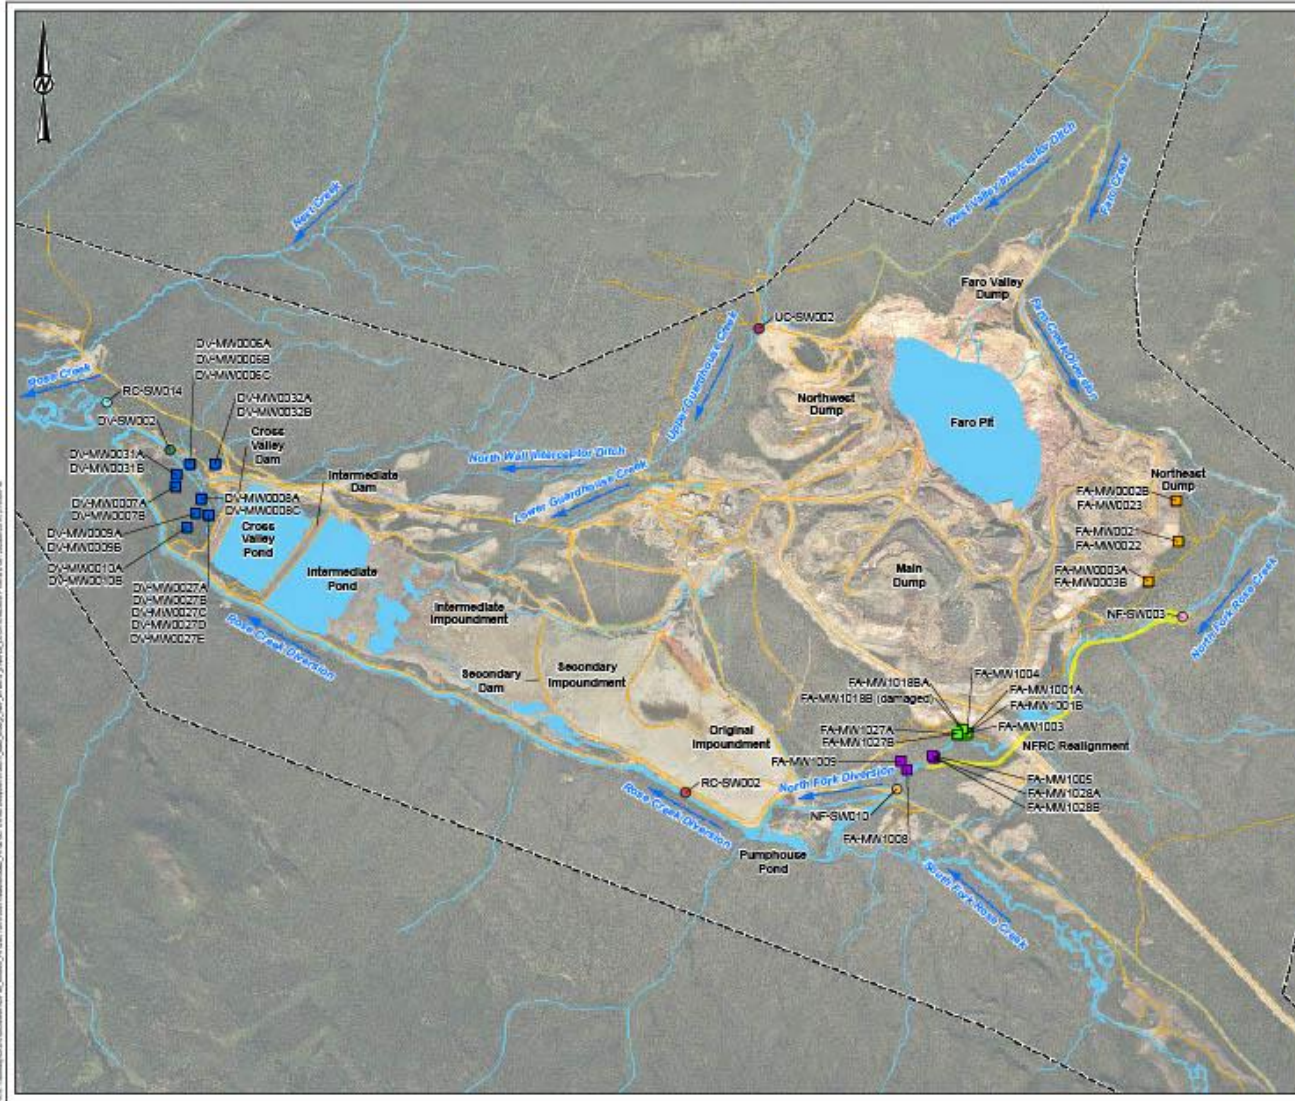 N
West Valley Interceptor Ditch
Faro Creek
Next Creek
Faro Valley
Dump
Faro Creek Diversion
UC-SW002
Upper Guardhouse Creek
DV-MW0006A
DV-MW0006B
DV-MW0006C
Rose Creek
RC-SW014
DV-MW0032A
DV-MW0032B
Northwest
Dump
Faro Pit
DV-SW002
Cross
Valley
Dam
North Wall Interceptor Ditch
DV-MW0031A
DV-MW0031B
Intermediate
Dam
Lower Guardhouse Creek
Northeast
Dump
FA-MW0002B
FA-MW0023
DV-MW0007A
DV-MW0007B
DV-MW0008A
DV-MW0008C
Cross
Valley
Pond
DV-MW0009A
DV-MW0009B
FA-MW0021
FA-MW0022
DV-MW0010A
DV-MW0010B
Intermediate
Pond
Main
Dump
FA-MW0003A
FA-MW0003B
DV-MW0027A
DV-MW0027B
DV-MW0027C
DV-MW0027D
DV-MW0027E
Intermediate
Impoundment
NF-SW003
North Fork Rose Creek
Rose Creek Diversion
Secondary
Dam
Secondary
Impoundment
FA-MW1018BA
FA-MW1018B (damaged)
FA-MW1004
FA-MW1001A
FA-MW1001B
FA-MW1003
Original
Impoundment
FA-MW1027A
FA-MW1027B
NFRC Realignment
FA-MW1009
North Fork Diversion
FA-MW1005
FA-MW1028A
FA-MW1028B
RC-SW002
Rose Creek Diversion
NF-SW010
FA-MW1008
Pumphouse
Pond
South Fork Rose Creek